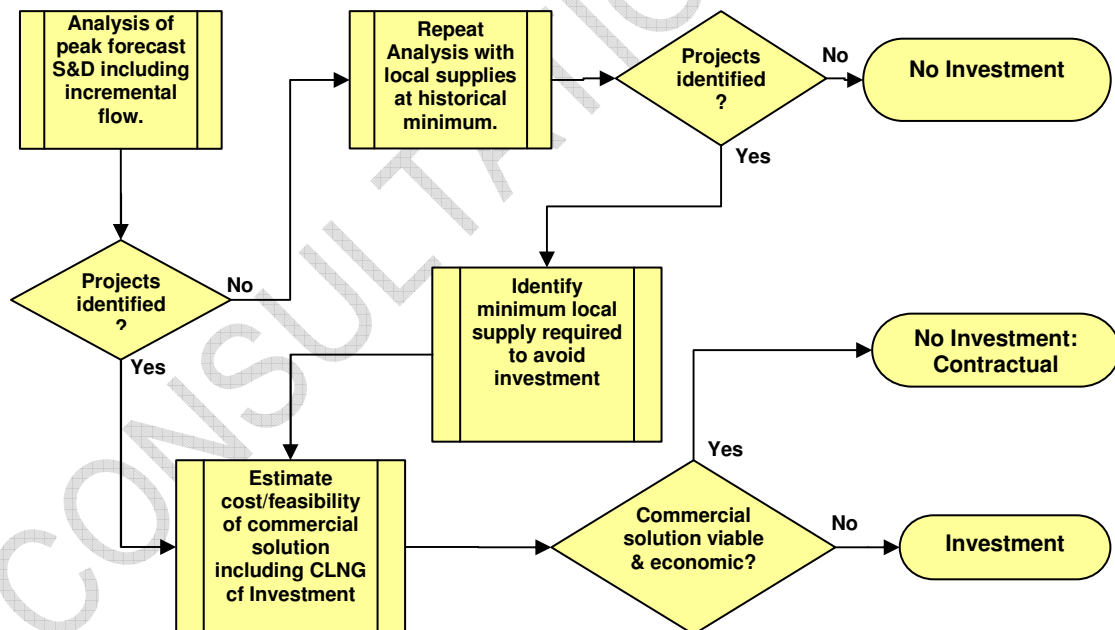 Analysis of
peak forecast
S&D including
incremental
flow.
Repeat
Analysis with
local supplies
at historical
minimum.
Projects
identified
?
No
No Investment
Yes
Projects
identified
?
No
Yes
Identify
minimum local
supply required
to avoid
investment
No Investment:
Contractual
Yes
Estimate
cost/feasibility
of commercial
solution
including CLNG
cf Investment
Commercial
solution viable
& economic?
No
Investment
CONSULTATIO